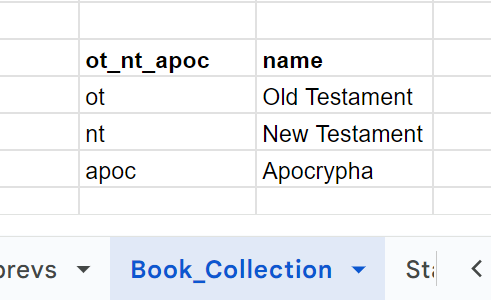 ot_nt_apoc name
ot Old Testament
nt New Testament
apoc Apocrypha
Book_Collection